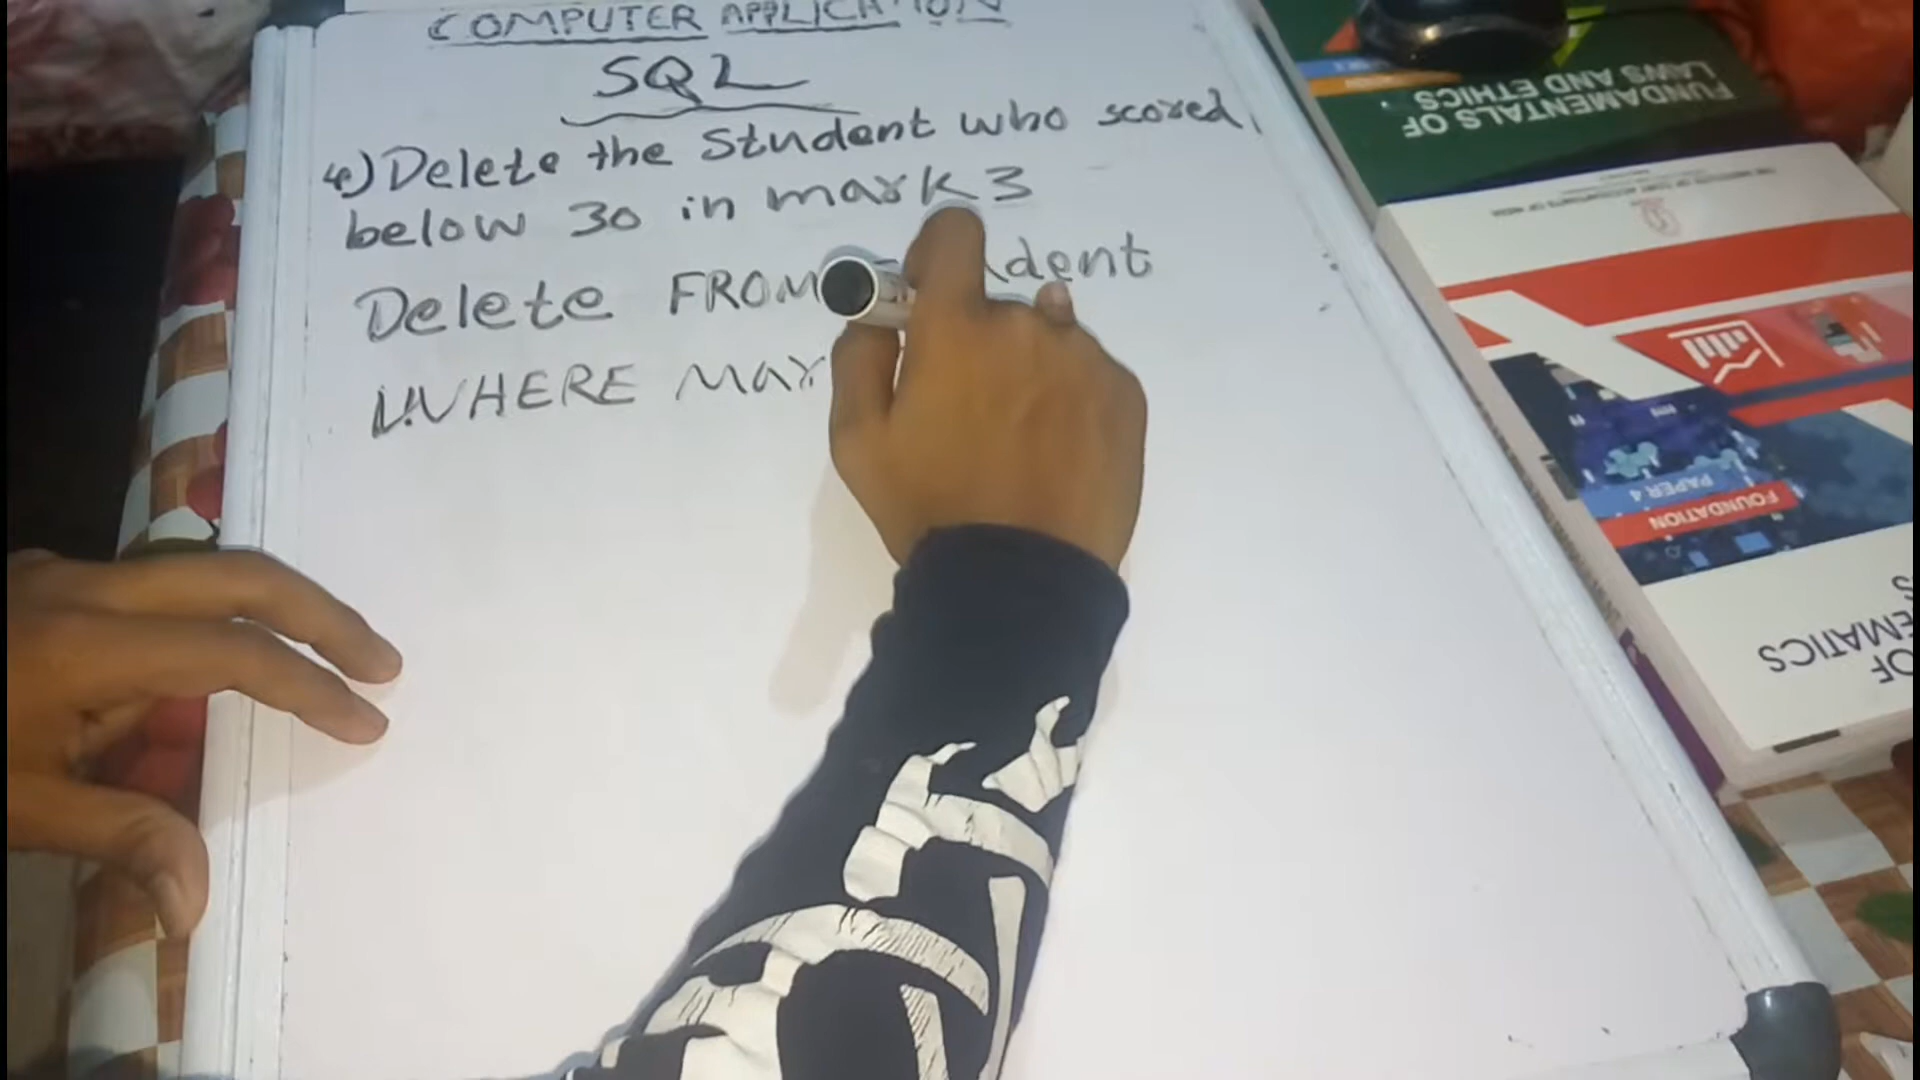 COMPUTER APPLICATION
SQL
4) Delete the Student who scored
below 30 in mark3
Delete FROM
WHERE
FUNDAMENTALS OF
LAWS AND ETHICS
FOUNDATION
PAPER 4
OF